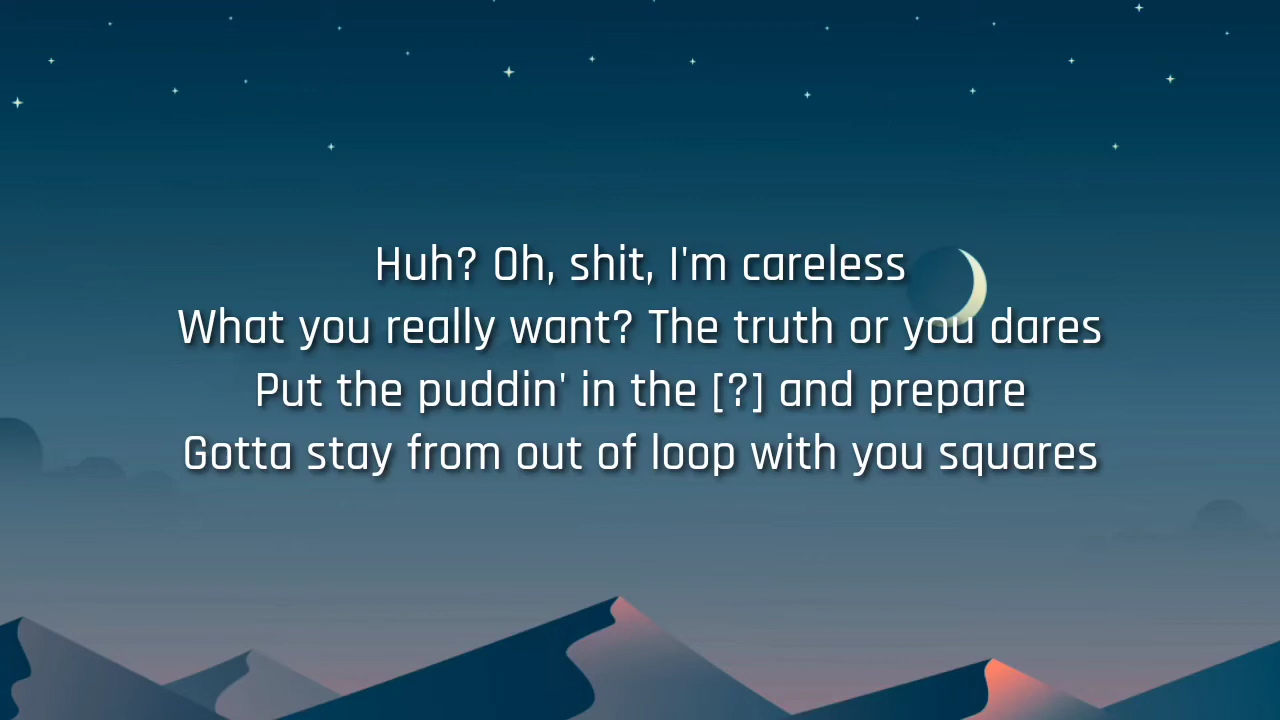 Huh? Oh, shit, I'm careless
What you really want? The truth or you dares
Put the puddin' in the [?] and prepare
Gotta stay from out of loop with you squares